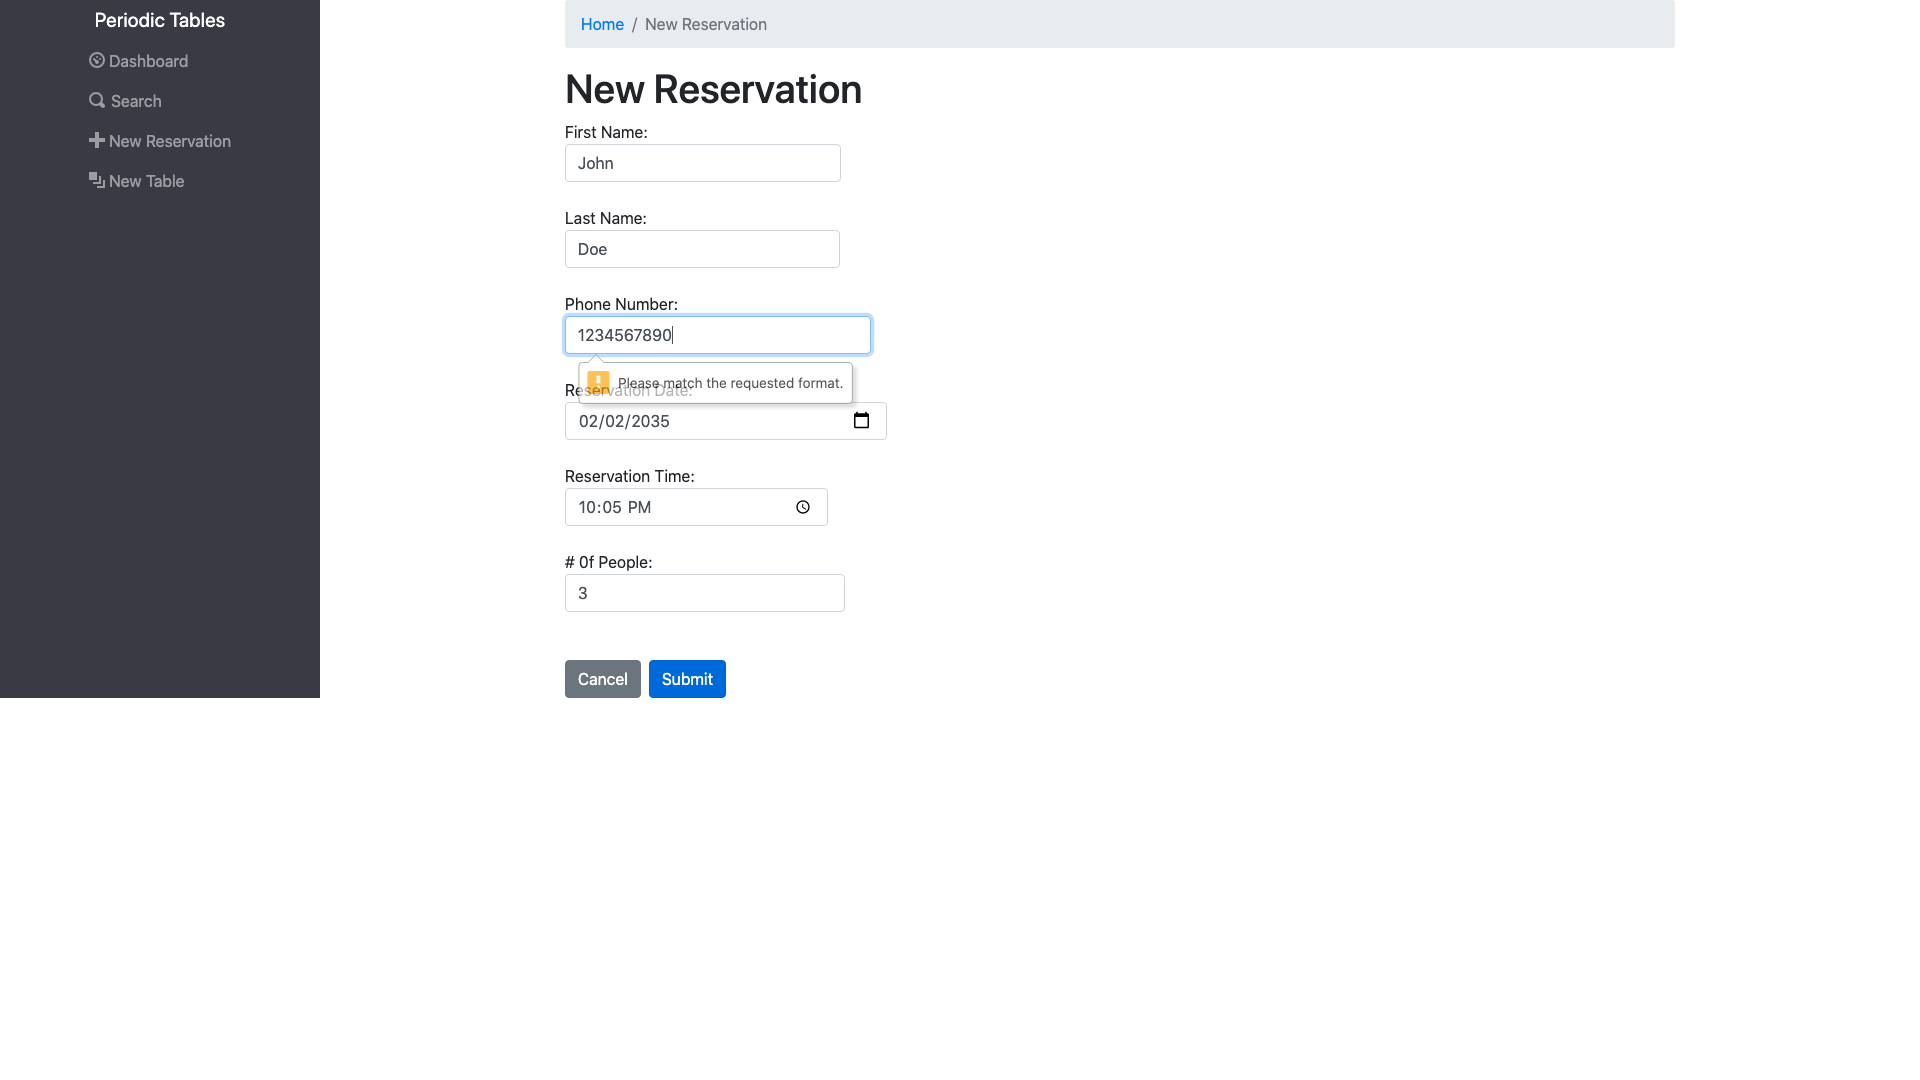 Periodic Tables
Dashboard
Search
New Reservation
New Table
Home / New Reservation
New Reservation
First Name:
John
Last Name:
Doe
Phone Number:
1234567890
Please match the requested format.
Reservation Date:
02/02/2035
Reservation Time:
10:05 PM
# 0f People:
3
Cancel Submit